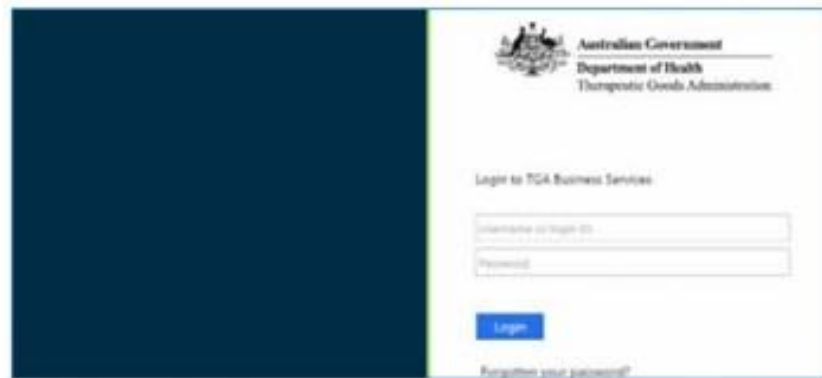 Australian Government
Department of Health
Therapeutic Goods Administration
Login to TGA Business Services
Username or login ID
Password
Login
Forgotten your password?